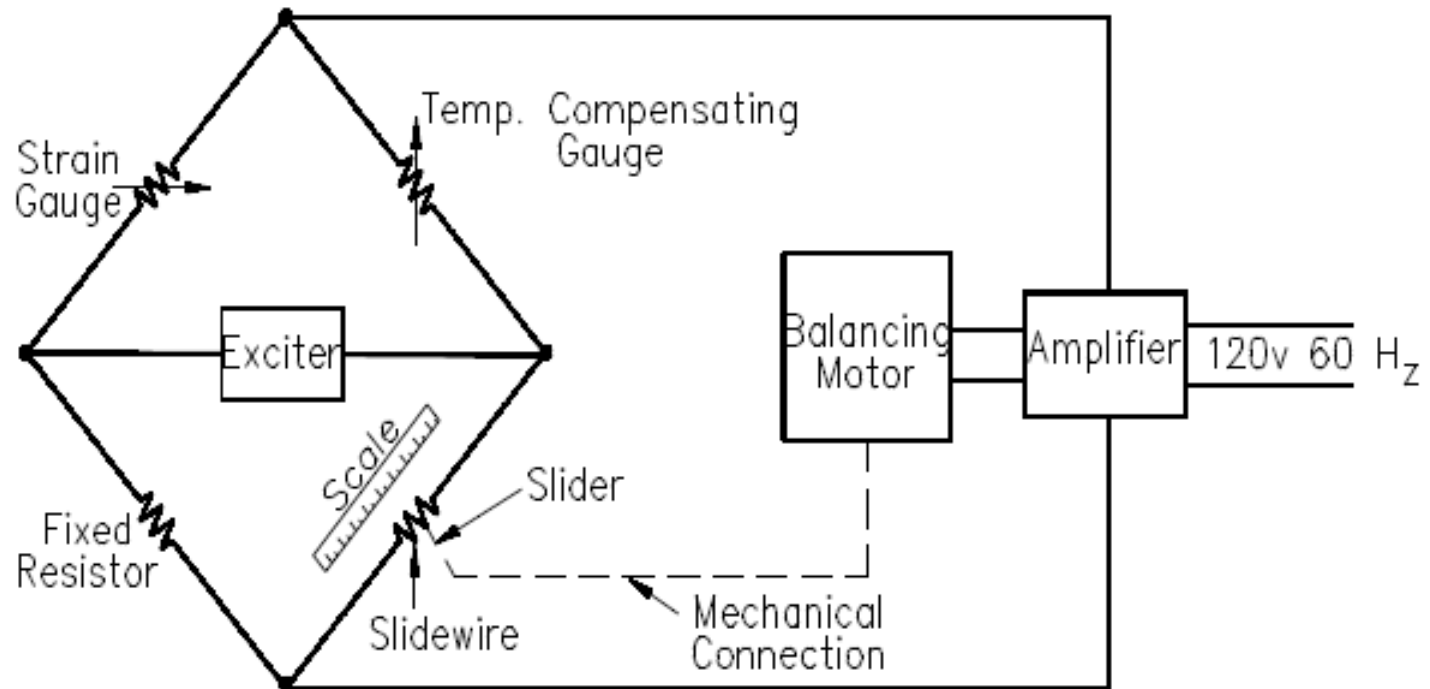 Temp. Compensating
Gauge
Strain
Gauge
Exciter
Balancing
Motor
Amplifier
120v 60 Hz
Scale
Slider
Fixed
Resistor
Slidewire
Mechanical
Connection